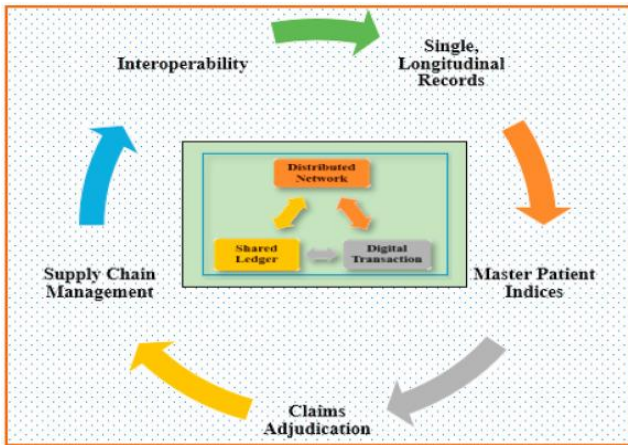 Interoperability
Single,
Longitudinal
Records
Distributed
Network
Shared
Ledger
Digital
Transaction
Supply Chain
Management
Master Patient
Indices
Claims
Adjudication